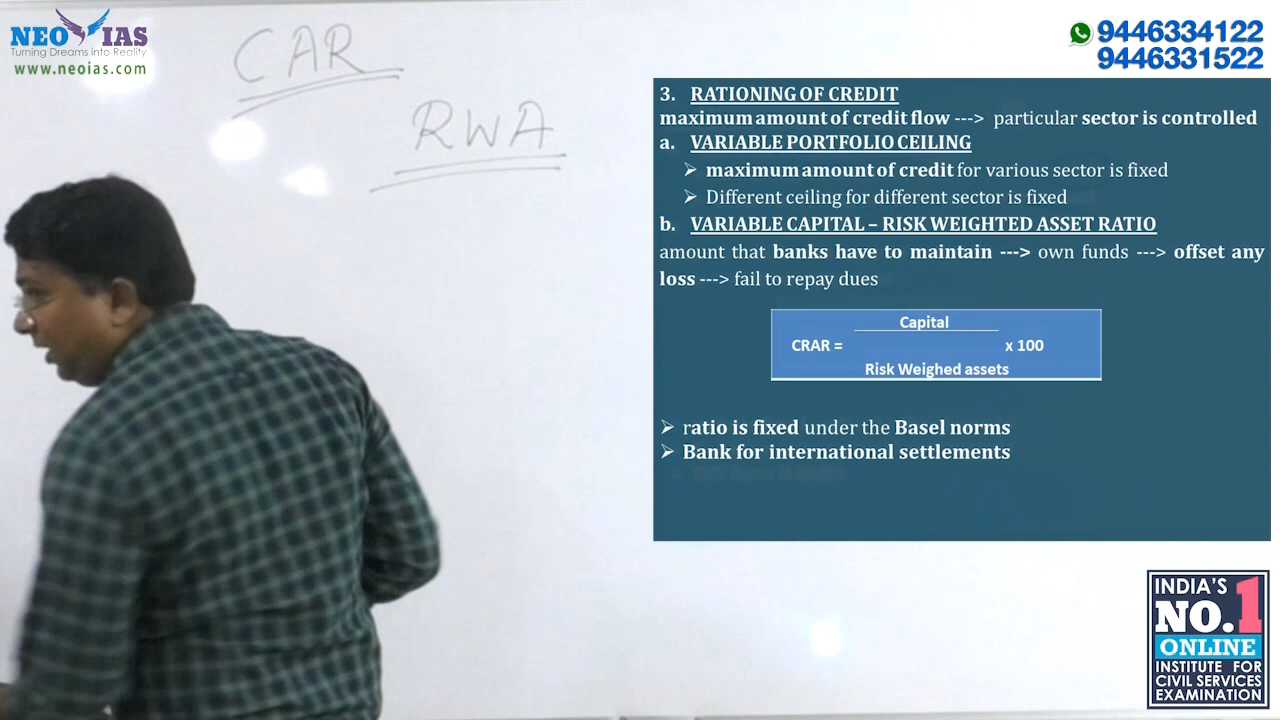 NEO IAS
Turning Dreams into Reality
www.neoias.com
CAR
RWA
9446334122
9446331522
3. RATIONING OF CREDIT
maximum amount of credit flow ---> particular sector is controlled
a. VARIABLE PORTFOLIO CEILING
➢ maximum amount of credit for various sector is fixed
➢ Different ceiling for different sector is fixed
b. VARIABLE CAPITAL – RISK WEIGHTED ASSET RATIO
amount that banks have to maintain ---> own funds ---> offset any
loss ---> fail to repay dues
Capital
CRAR = x 100
Risk Weighed assets
➢ ratio is fixed under the Basel norms
➢ Bank for international settlements
INDIA'S
NO.1
ONLINE
INSTITUTE FOR
CIVIL SERVICES
EXAMINATION